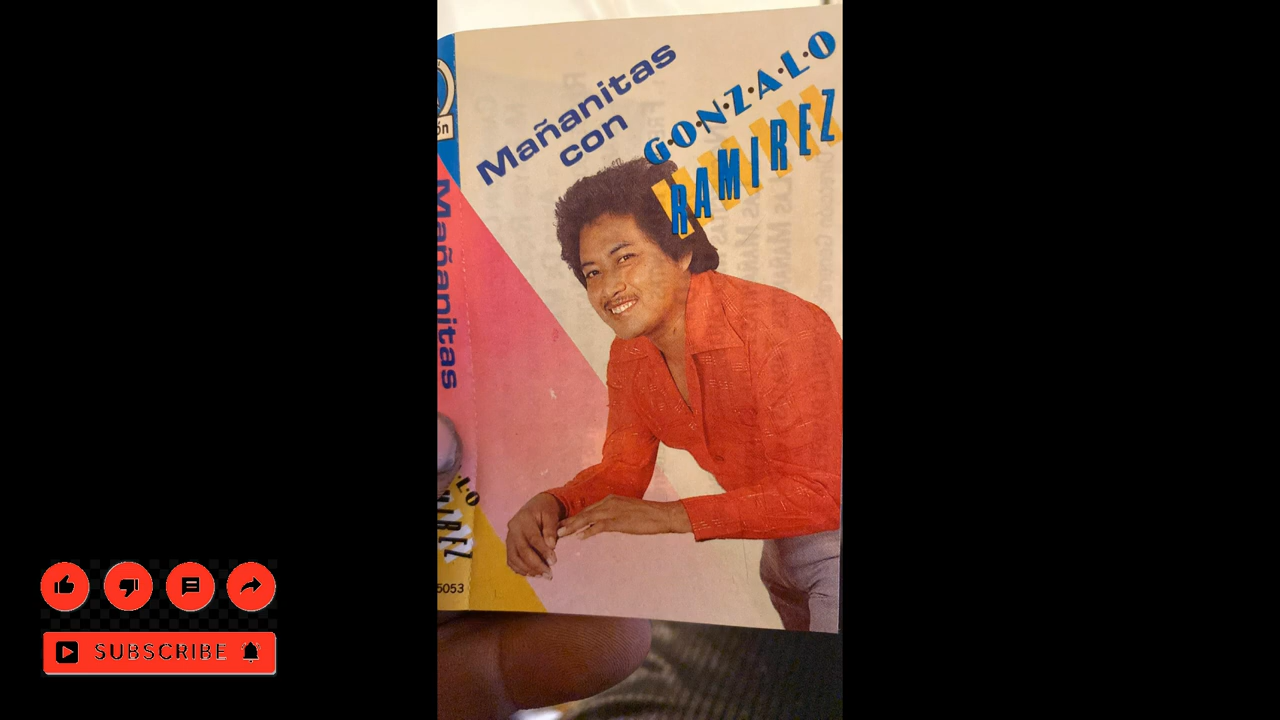 Mañanitas
con
G·O·N·Z·A·L·O
RAMIREZ
Mañanitas
5053
SUBSCRIBE